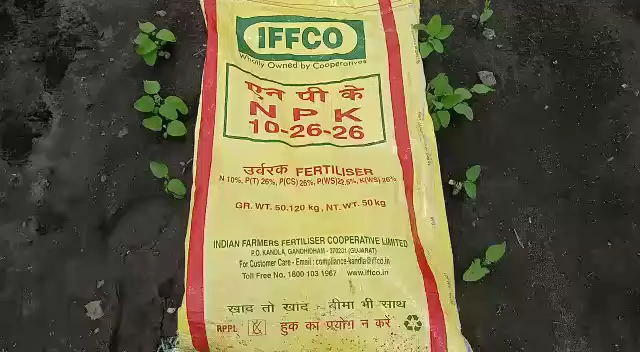 IFFCO
Wholly Owned by Cooperatives
एन पी के
N P K
10-26-26
उर्वरक FERTILISER
N 10%, P(T) 26%, P(CS) 26%, P(WS)22.5%, K(WS) 26%
GR. WT. 50.120 kg, NT. WT. 50 kg
INDIAN FARMERS FERTILISER COOPERATIVE LIMITED
P.O. KANDLA, GANDHIDHAM - 370201 (GUJARAT)
For Customer Care - Email : compliance-kandla@iffco.in
Toll Free No. 1800 103 1967 www.iffco.in
खाद तो खाद - बीमा भी साथ
RPPL हुक का प्रयोग न करें